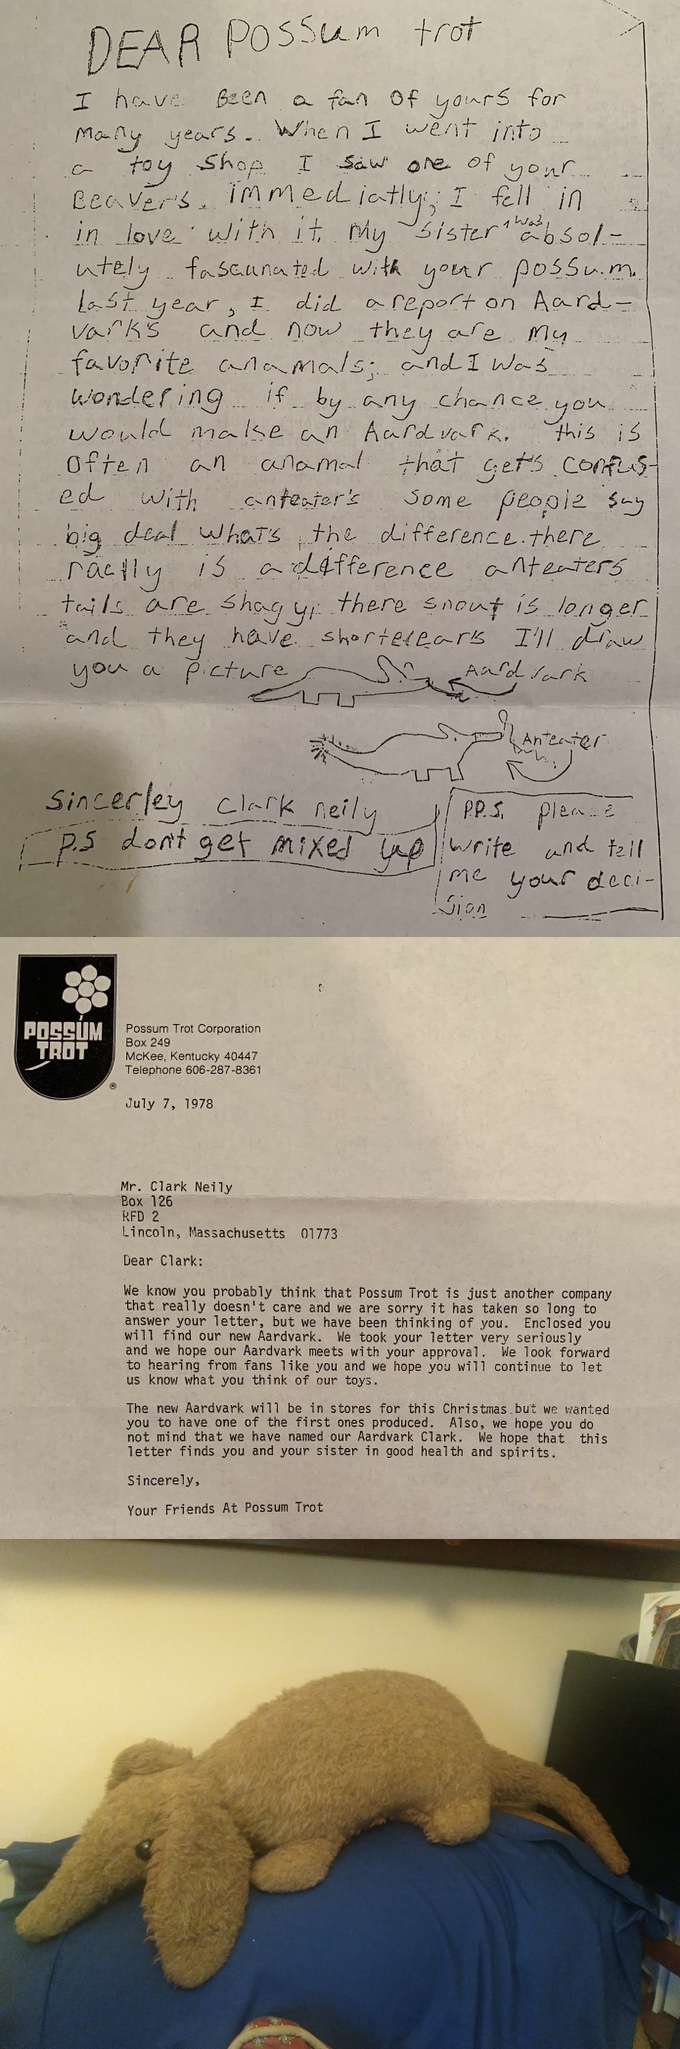 DEAR POSSum trot
I have Been a fan of yours for
many years. When I went into
a toy shop I saw one of your
Beavers. immediatly; I fell in
in love with it. My sister was absol-
utely fascunated with your possum.
Last year, I did a report on Aard-
varks and now they are my
favorite anamals; and I was
wondering if by any chance you
would make an Aardvark. this is
often an anamal that gets confus-
ed with anteater's some people say
big deal whats the difference. there
raelly is a difference anteaters
tails are shagy, there snout is longer
and they have shorter ears I'll draw
you a picture
Aardvark
Anteater
Sincerley Clark neily
P.S don't get mixed up
P.P.S. please
write and tell
me your deci-
sion
POSSUM
TROT
®
Possum Trot Corporation
Box 249
McKee, Kentucky 40447
Telephone 606-287-8361
July 7, 1978
Mr. Clark Neily
Box 126
RFD 2
Lincoln, Massachusetts 01773
Dear Clark:
We know you probably think that Possum Trot is just another company
that really doesn't care and we are sorry it has taken so long to
answer your letter, but we have been thinking of you. Enclosed you
will find our new Aardvark. We took your letter very seriously
and we hope our Aardvark meets with your approval. We look forward
to hearing from fans like you and we hope you will continue to let
us know what you think of our toys.
The new Aardvark will be in stores for this Christmas but we wanted
you to have one of the first ones produced. Also, we hope you do
not mind that we have named our Aardvark Clark. We hope that this
letter finds you and your sister in good health and spirits.
Sincerely,
Your Friends At Possum Trot